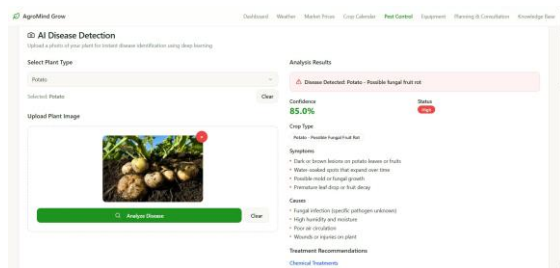 AgroMind Grow
Dashboard Weather Market Prices Crop Calendar Pest Control Equipment Planning & Consultation Knowledge Base
AI Disease Detection
Upload a photo of your plant for instant disease identification using deep learning
Select Plant Type
Potato
Selected: Potato
Clear
Upload Plant Image
Analyze Disease
Clear
Analysis Results
Disease Detected: Potato - Possible fungal fruit rot
Confidence
Status
85.0%
High
Crop Type
Potato - Possible Fungal Fruit Rot
Symptoms
• Dark or brown lesions on potato leaves or fruits
• Water-soaked spots that expand over time
• Possible mold or fungal growth
• Premature leaf drop or fruit decay
Causes
• Fungal infection (specific pathogen unknown)
• High humidity and moisture
• Poor air circulation
• Wounds or injuries on plant
Treatment Recommendations
Chemical Treatments